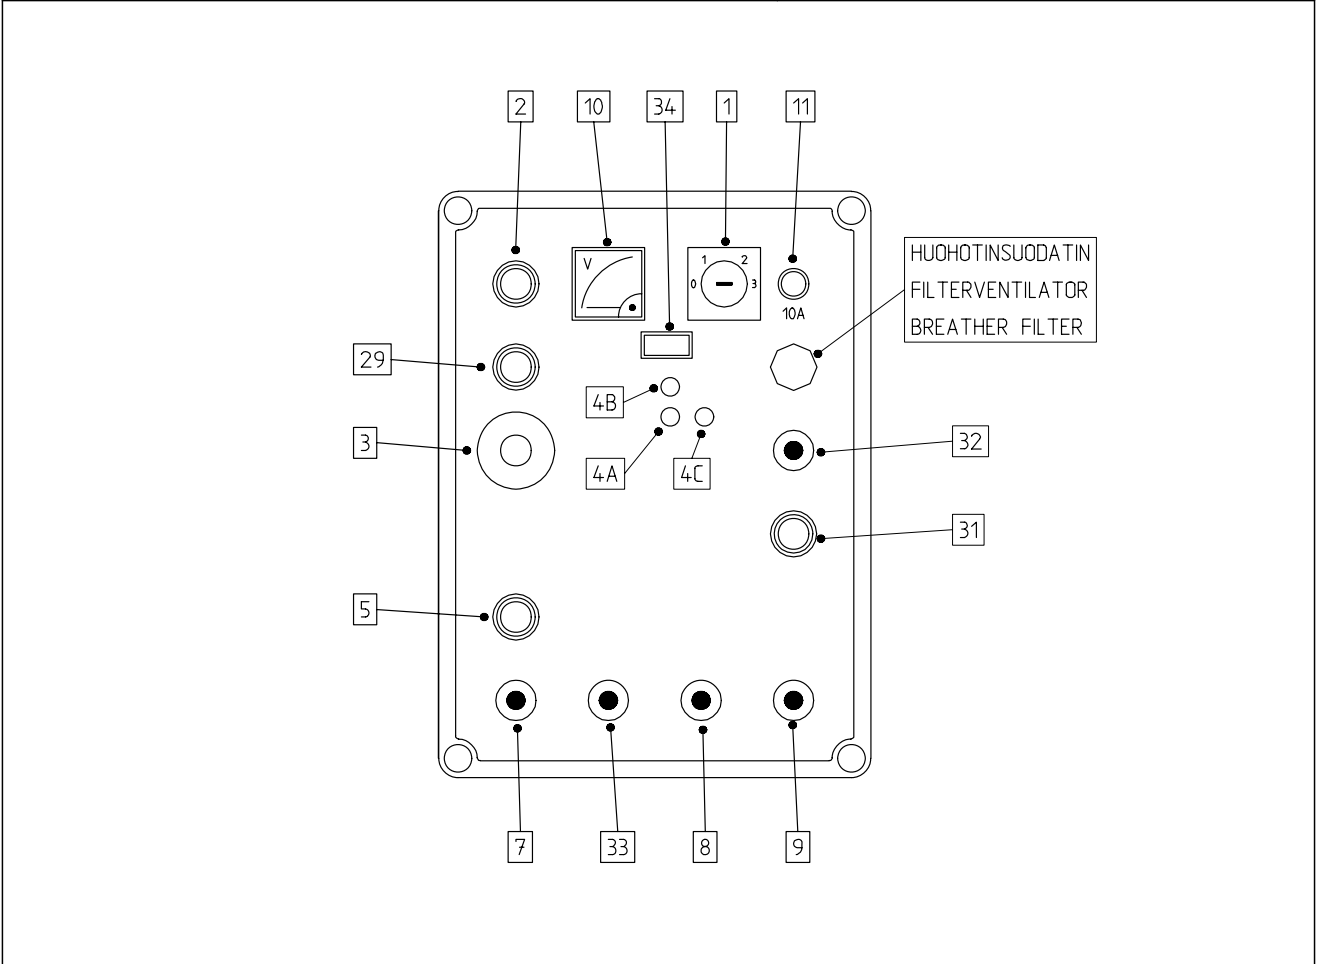 2
10
34
1
11
V
1 2
0 3
10A
HUOHOTINSUODATIN
FILTERVENTILATOR
BREATHER FILTER
29
4B
3
32
4A
4C
31
5
7
33
8
9